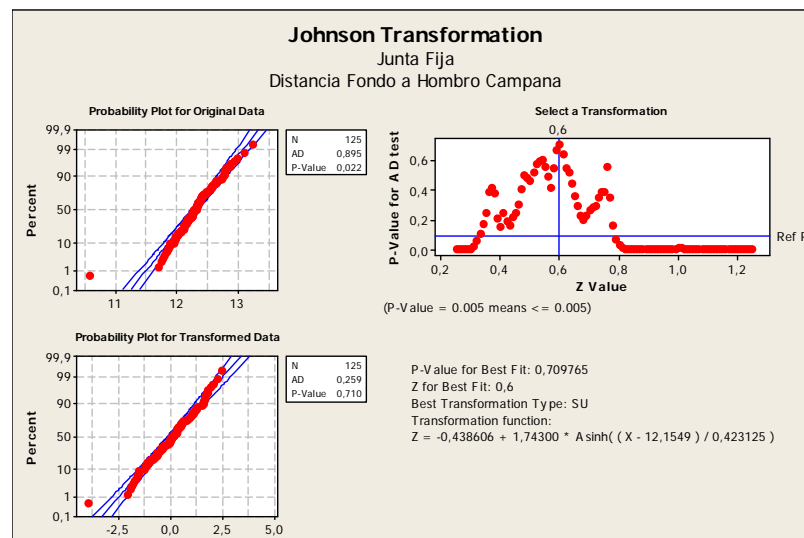 Johnson Transformation
Junta Fija
Distancia Fondo a Hombro Campana
Probability Plot for Original Data
Percent
99,9
99
90
50
10
1
0,1
11 12 13
N 125
AD 0,895
P-Value 0,022
Select a Transformation
0,6
P-Value for AD test
0,6
0,4
0,2
0,0
Ref P
0,2 0,4 0,6 0,8 1,0 1,2
Z Value
(P-Value = 0.005 means <= 0.005)
Probability Plot for Transformed Data
Percent
99,9
99
90
50
10
1
0,1
-2,5 0,0 2,5 5,0
N 125
AD 0,259
P-Value 0,710
P-Value for Best Fit: 0,709765
Z for Best Fit: 0,6
Best Transformation Type: SU
Transformation function:
Z = -0,438606 + 1,74300 * Asinh( ( X - 12,1549 ) / 0,423125 )